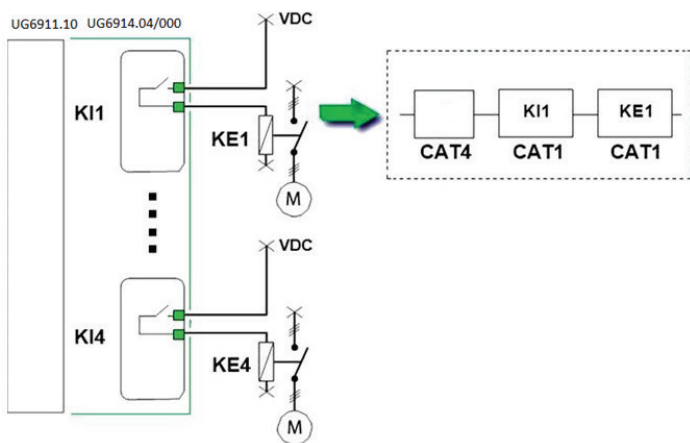 UG6911.10 UG6914.04/000
VDC
KI1
KE1
M
KI1
KE1
CAT4
CAT1
CAT1
VDC
KI4
KE4
M